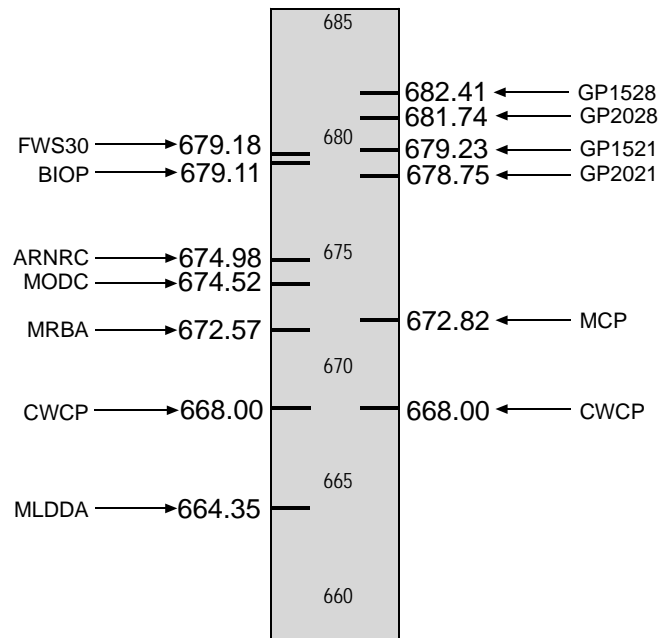 685
682.41 GP1528
681.74 GP2028
680
FWS30 679.18
679.23 GP1521
BIOP 679.11
678.75 GP2021
675
ARNRC 674.98
MODC 674.52
MRBA 672.57
672.82 MCP
670
CWCP 668.00
668.00 CWCP
665
MLDDA 664.35
660